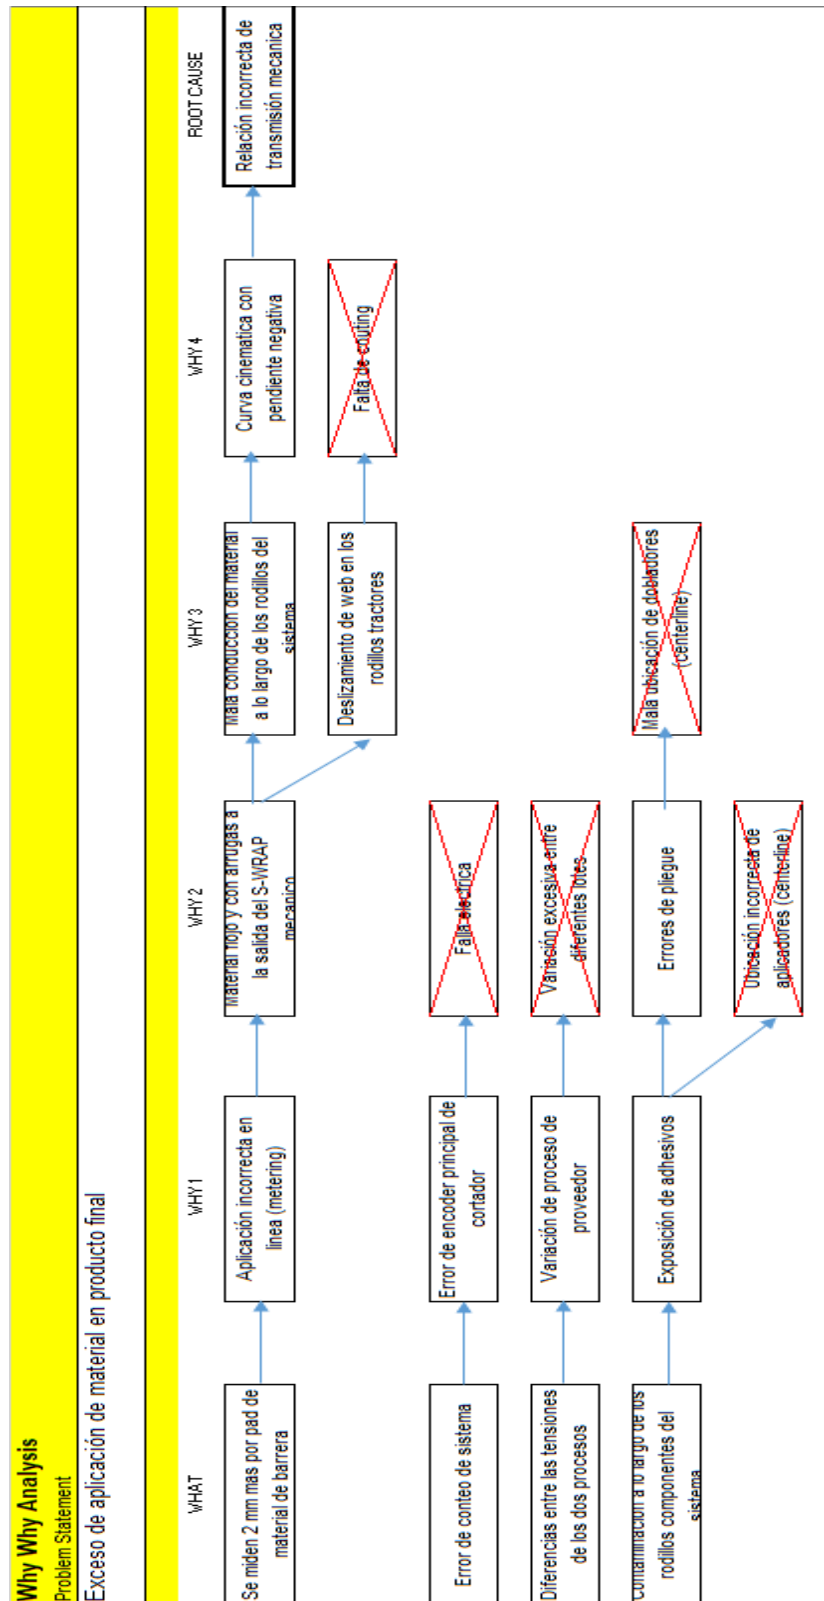 Why Why Analysis
Problem Statement
Exceso de aplicación de material en producto final
WHAT
WHY 1
WHY 2
WHY 3
WHY 4
ROOT CAUSE
Se miden 2 mm mas por pad de
material de barrera
Aplicación incorrecta en
linea (metering)
Material flojo y con arrugas a
la salida del S-WRAP
mecanico
Mala conduccion del material
a lo largo de los rodillos del
sistema
Curva cinematica con
pendiente negativa
Relación incorrecta de
transmisión mecanica
Deslizamiento de web en los
rodillos tractores
Falta de couting
Error de conteo de sistema
Error de encoder principal de
cortador
Falla electrica
Diferencias entre las tensiones
de los dos procesos
Variación de proceso de
proveedor
Variación excesiva entre
diferentes lotes
Contaminación a lo largo de los
rodillos componentes del
sistema
Exposición de adhesivos
Errores de pliegue
Mala ubicación de dobladores
(centerline)
Ubicación incorrecta de
aplicadores (centerline)